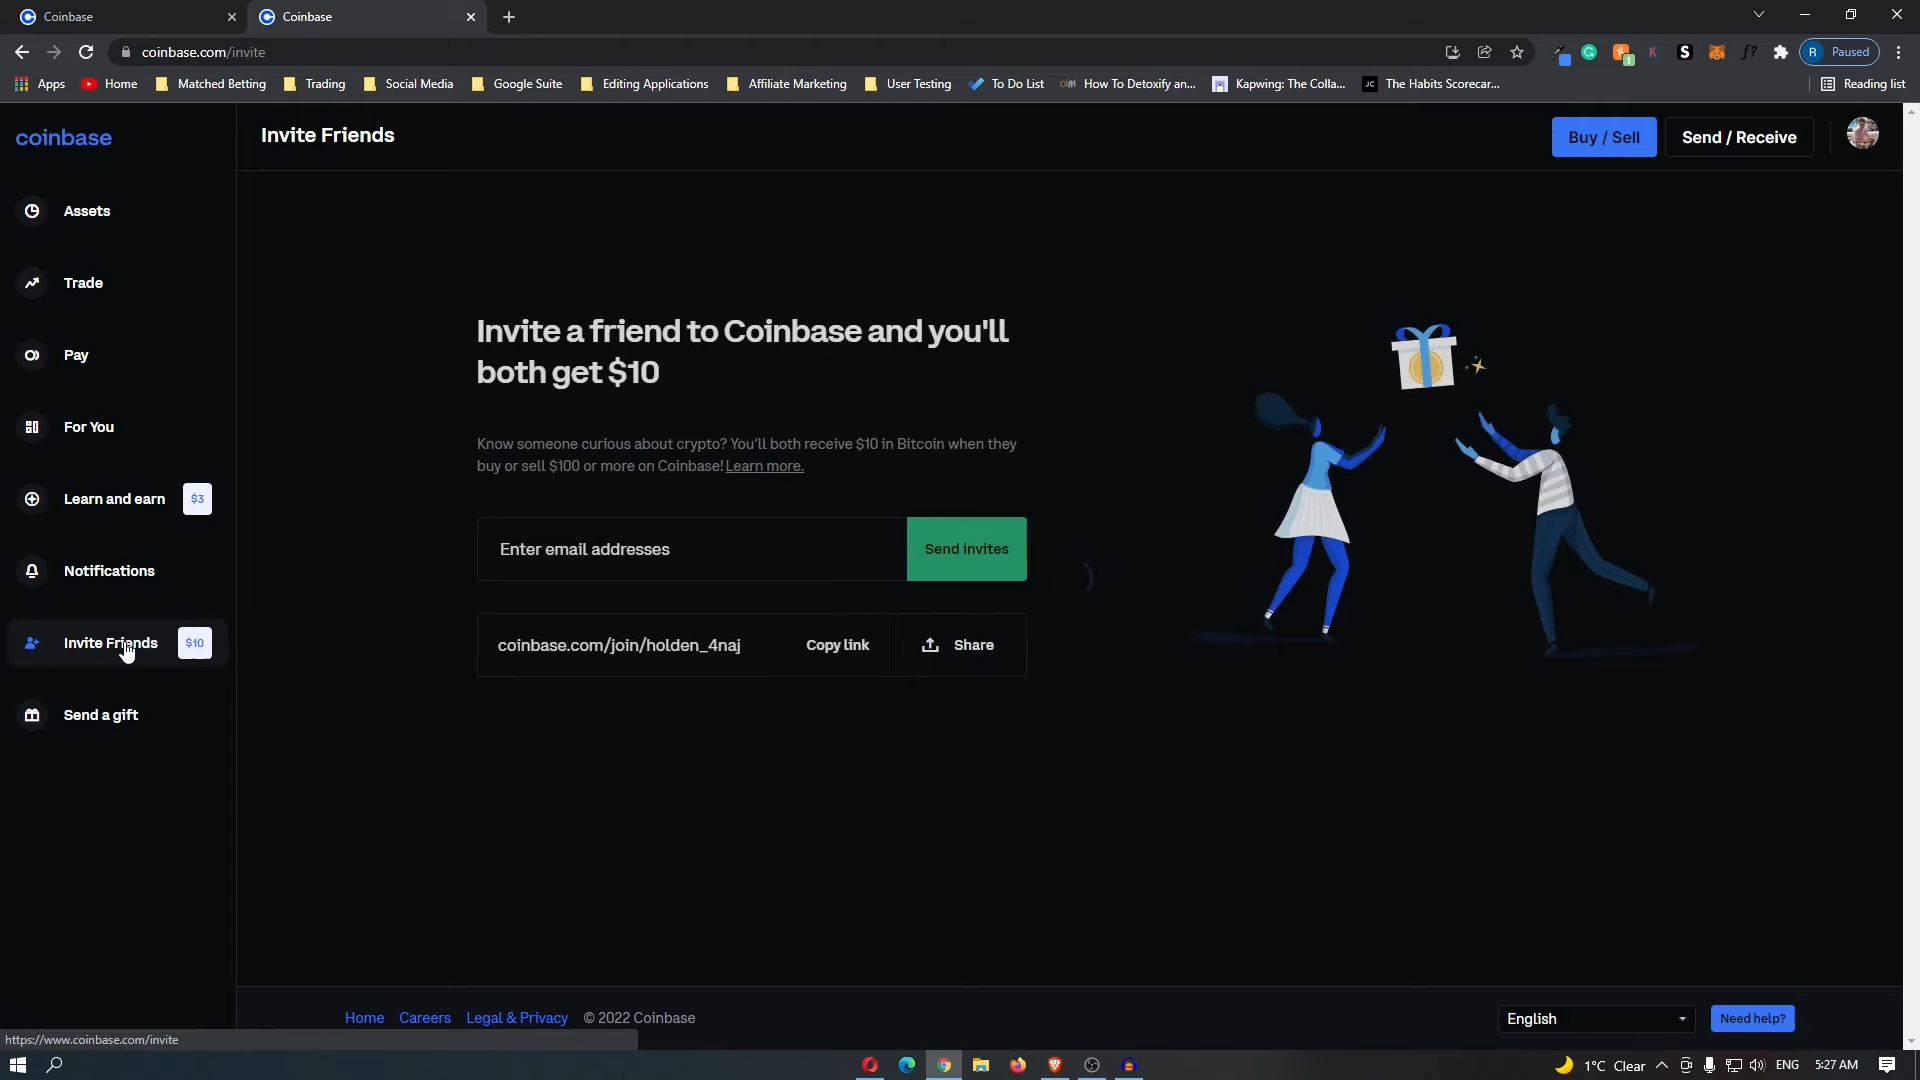 Coinbase
Coinbase
coinbase.com/invite
Paused
Apps
Home
Matched Betting
Trading
Social Media
Google Suite
Editing Applications
Affiliate Marketing
User Testing
To Do List
How To Detoxify an...
Kapwing: The Colla...
The Habits Scorecar...
Reading list
coinbase
Invite Friends
Buy / Sell
Send / Receive
Assets
Trade
Pay
For You
Learn and earn
$3
Notifications
Invite Friends
$10
Send a gift
Invite a friend to Coinbase and you'll
both get $10
Know someone curious about crypto? You'll both receive $10 in Bitcoin when they
buy or sell $100 or more on Coinbase! Learn more.
Enter email addresses
Send invites
coinbase.com/join/holden_4naj
Copy link
Share
Home
Careers
Legal & Privacy
© 2022 Coinbase
English
Need help?
https://www.coinbase.com/invite
1°C Clear
ENG
5:27 AM